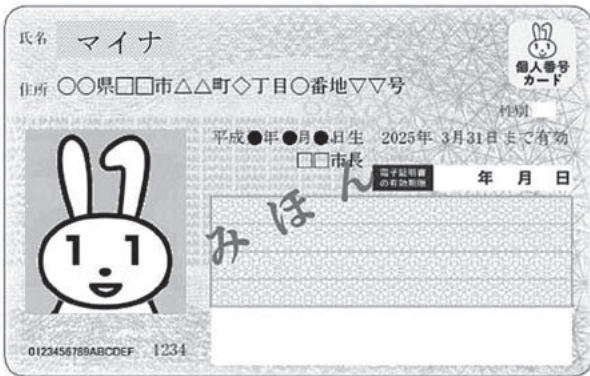 氏名 マイナ
個人番号
カード
住所 ○○県□□市△△町◇丁目○番地▽▽号
性別
平成●年●月●日生 2025年 3月31日まで有効
□□市長
電子証明書
の有効期限
年 月 日
みほん
1 1
0123456789ABCDEF 1234